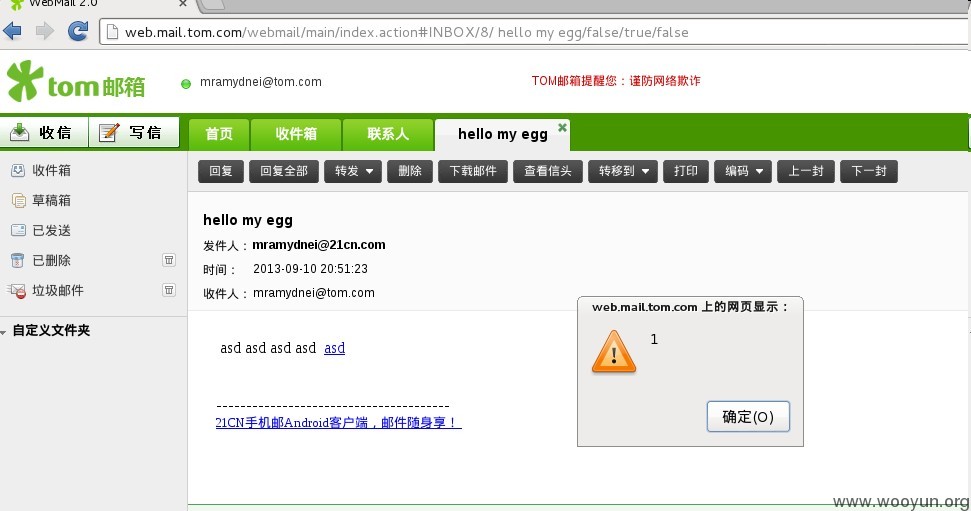 WebMail 2.0
web.mail.tom.com/webmail/main/index.action#INBOX/8/ hello my egg/false/true/false
tom邮箱
mramydnei@tom.com
TOM邮箱提醒您：谨防网络欺诈
收信
写信
首页
收件箱
联系人
hello my egg
回复
回复全部
转发
删除
下载邮件
查看信头
转移到
打印
编码
上一封
下一封
收件箱
草稿箱
已发送
已删除
垃圾邮件
自定义文件夹
hello my egg
发件人：mramydnei@21cn.com
时间： 2013-09-10 20:51:23
收件人：mramydnei@tom.com
web.mail.tom.com 上的网页显示：
1
确定(O)
asd asd asd asd asd
------------------------------------
21CN手机邮Android客户端，邮件随身享！
www.wooyun.org